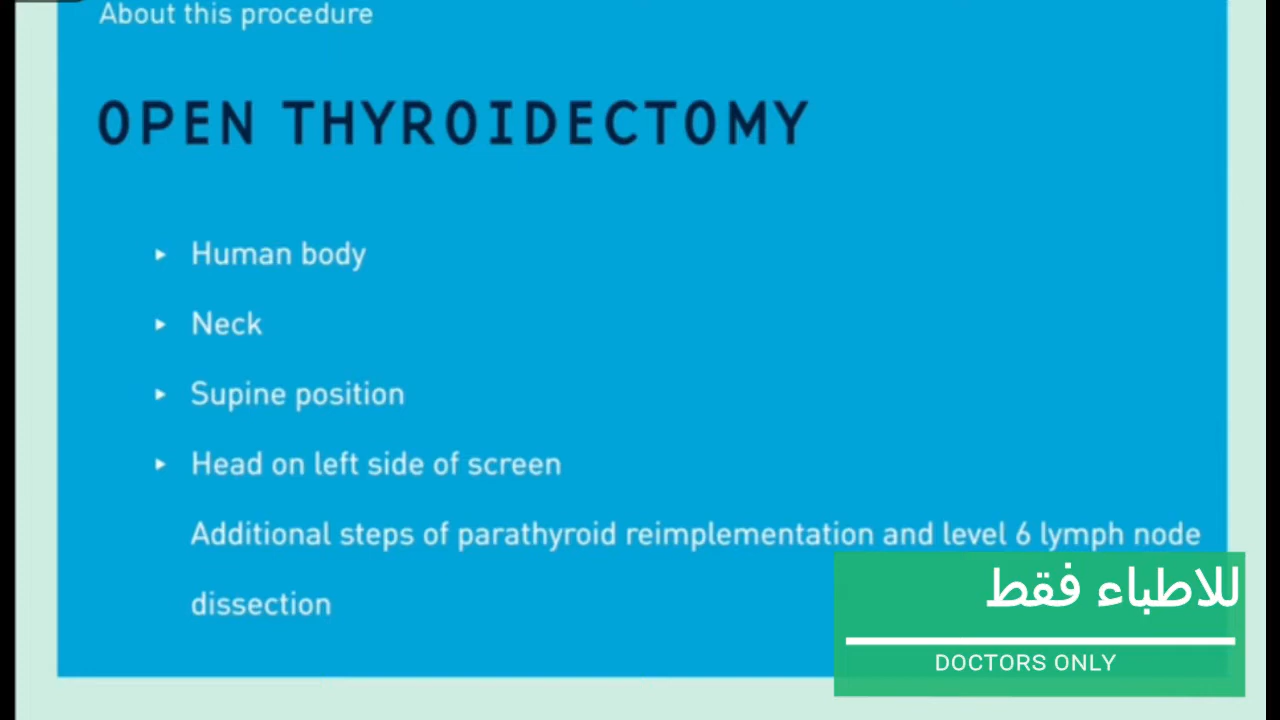 About this procedure
OPEN THYROIDECTOMY
▸ Human body
▸ Neck
▸ Supine position
▸ Head on left side of screen
Additional steps of parathyroid reimplementation and level 6 lymph node
dissection
للاطباء فقط
DOCTORS ONLY